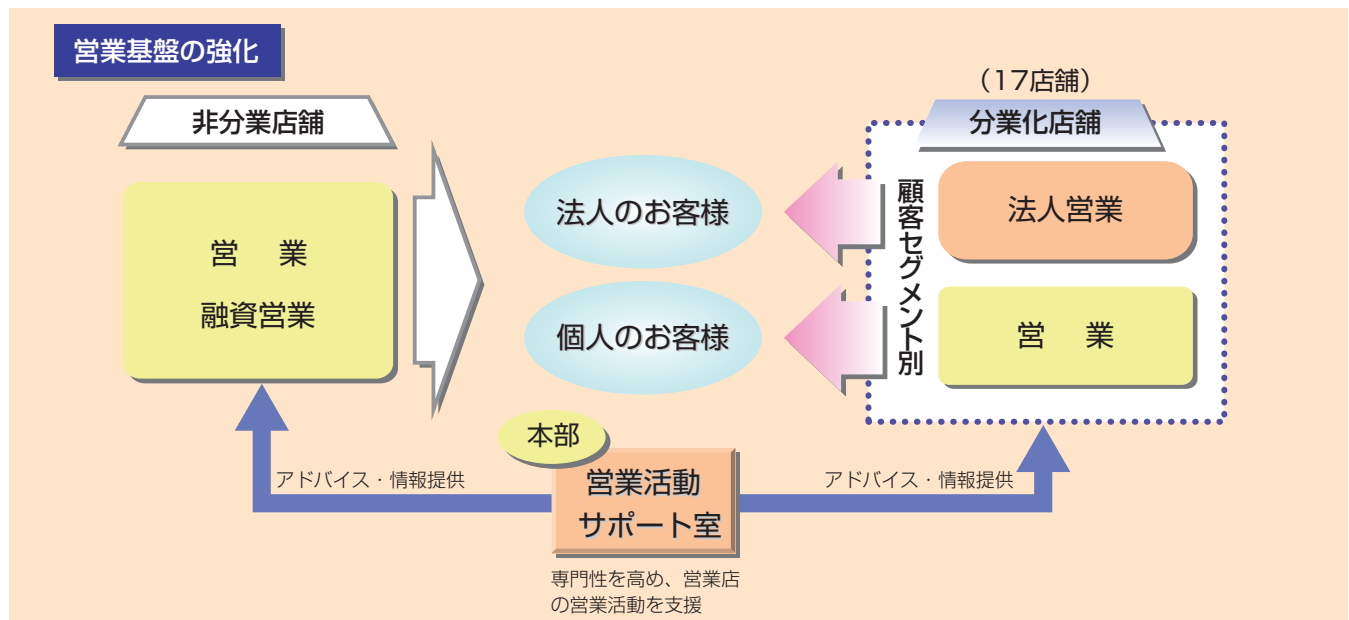 営業基盤の強化
非分業店舗
営　業
融資営業
法人のお客様
個人のお客様
（17店舗）
分業化店舗
顧客セグメント別
法人営業
営　業
本部
営業活動
サポート室
アドバイス・情報提供
アドバイス・情報提供
専門性を高め、営業店
の営業活動を支援